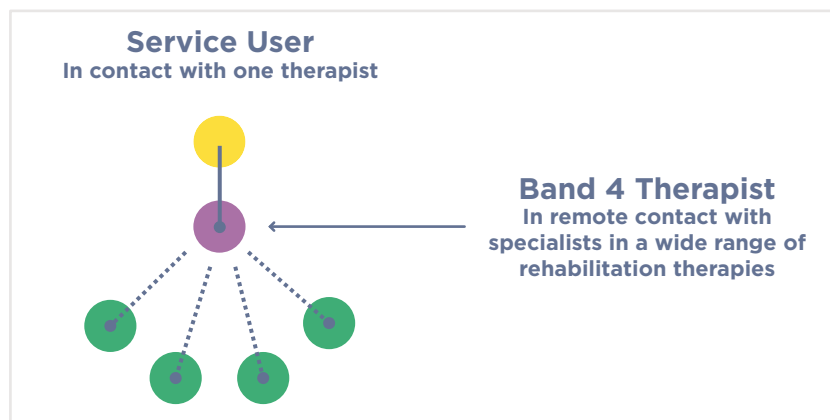 Service User
In contact with one therapist
Band 4 Therapist
In remote contact with
specialists in a wide range of
rehabilitation therapies